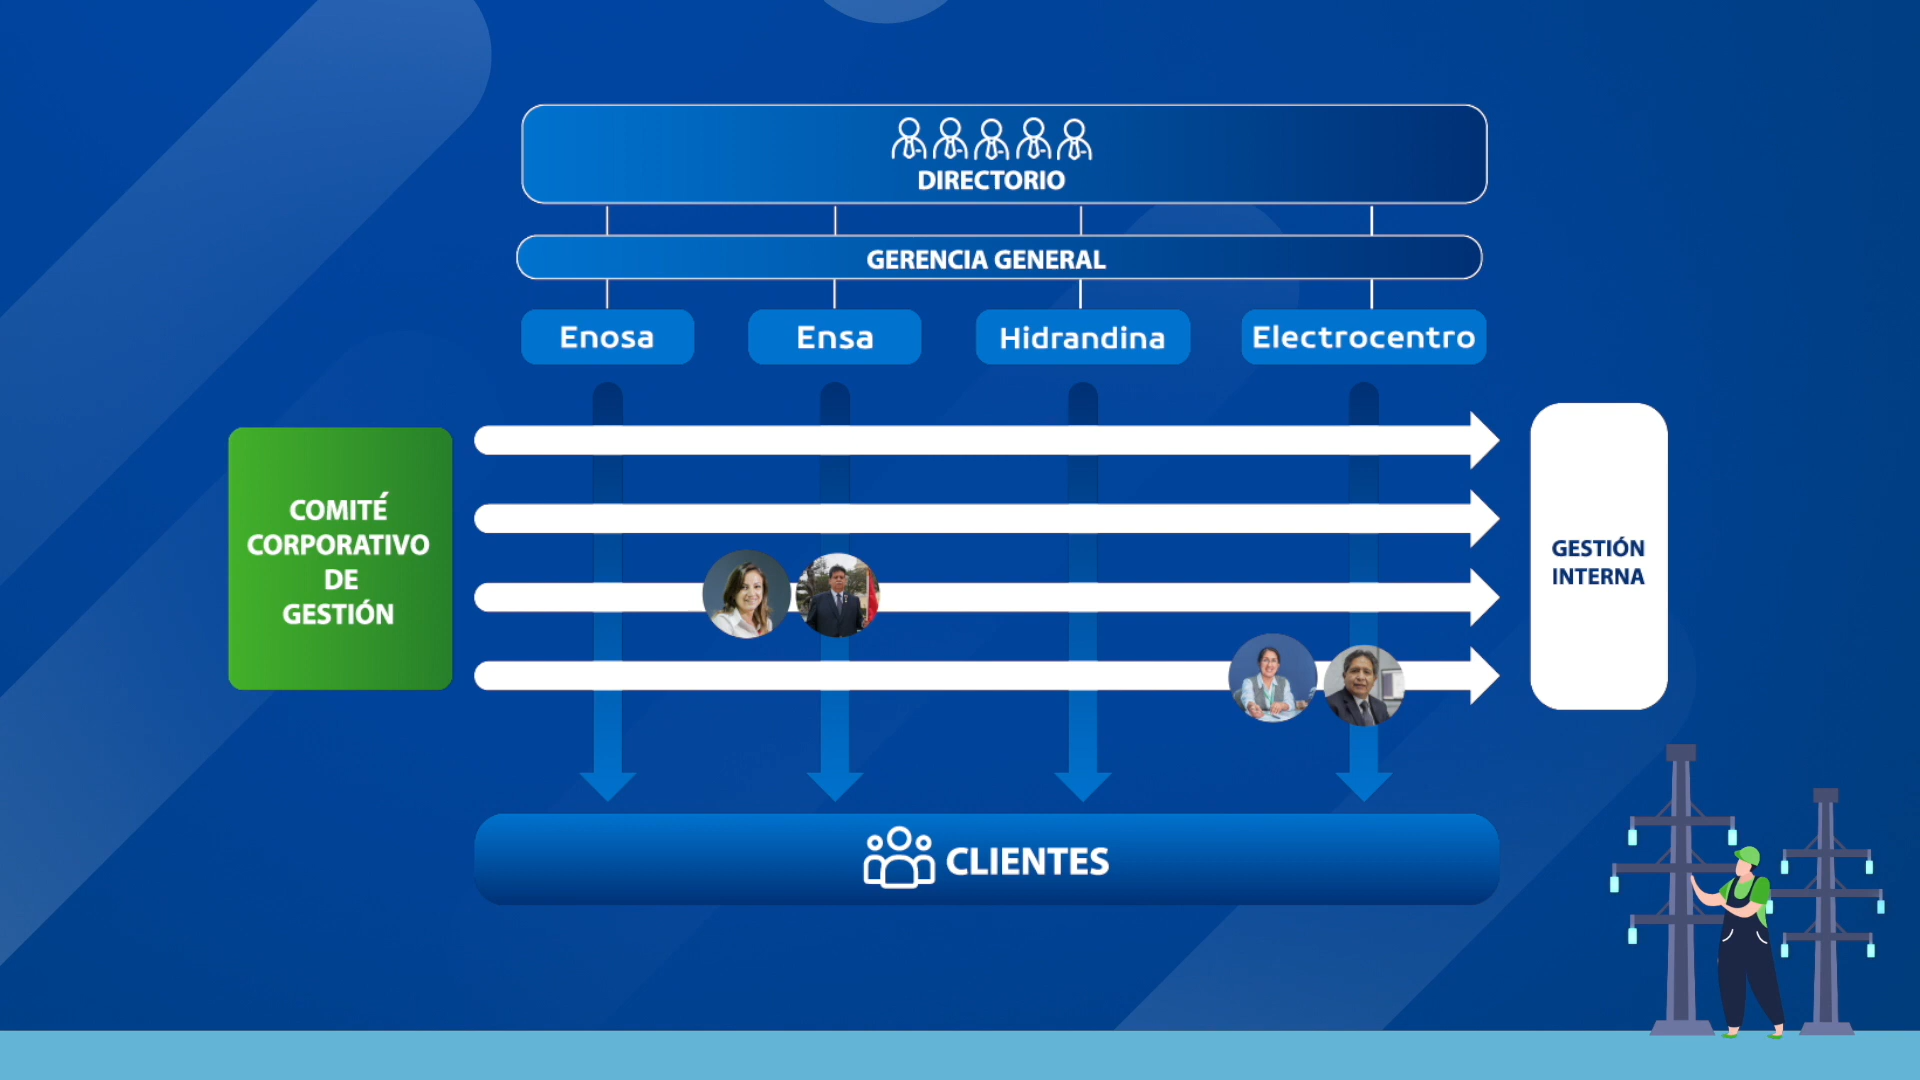 DIRECTORIO
GERENCIA GENERAL
Enosa
Ensa
Hidrandina
Electrocentro
COMITÉ
CORPORATIVO
DE
GESTIÓN
GESTIÓN
INTERNA
CLIENTES